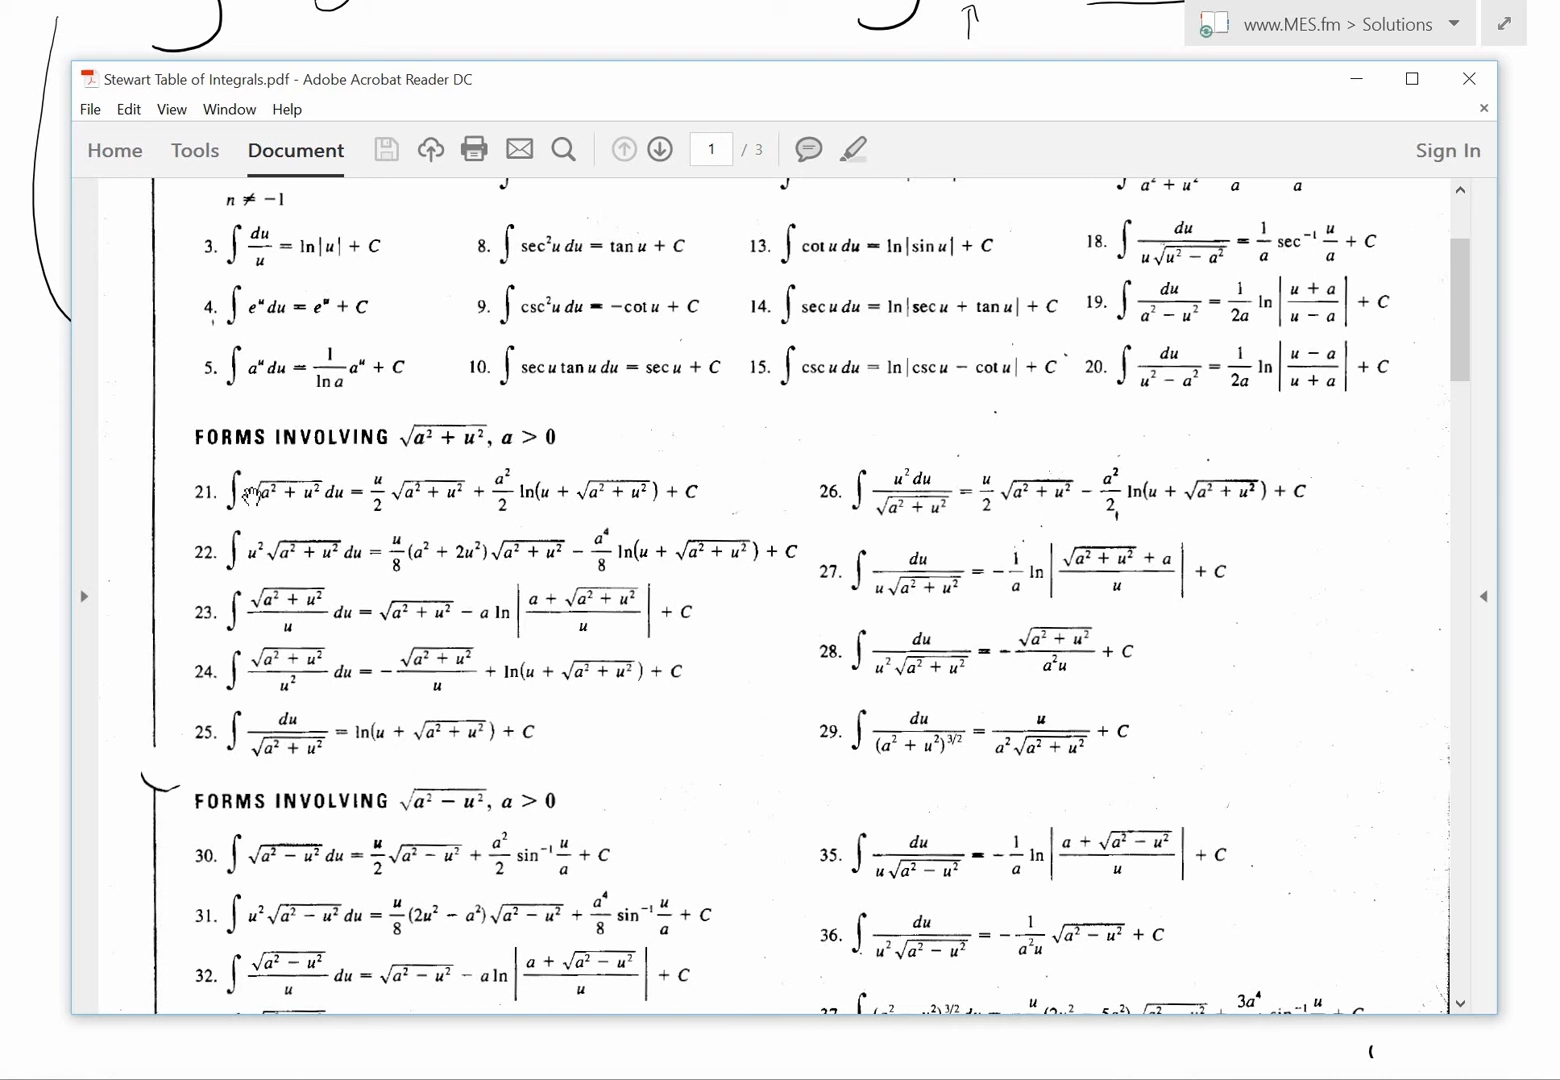 www.MES.fm > Solutions
Stewart Table of Integrals.pdf - Adobe Acrobat Reader DC
File Edit View Window Help
Home Tools Document 1 / 3 Sign In
n ≠ −1
a² + u² a a
3. ∫ du/u = ln|u| + C
8. ∫ sec²u du = tan u + C
13. ∫ cot u du = ln|sin u| + C
18. ∫ du/(u√(u² − a²)) = 1/a sec⁻¹ u/a + C
4. ∫ eᵘ du = eᵘ + C
9. ∫ csc²u du = −cot u + C
14. ∫ sec u du = ln|sec u + tan u| + C
19. ∫ du/(a² − u²) = 1/2a ln|(u + a)/(u − a)| + C
5. ∫ aᵘ du = 1/(ln a) aᵘ + C
10. ∫ sec u tan u du = sec u + C
15. ∫ csc u du = ln|csc u − cot u| + C
20. ∫ du/(u² − a²) = 1/2a ln|(u − a)/(u + a)| + C
FORMS INVOLVING √(a² + u²), a > 0
21. ∫ √(a² + u²) du = u/2 √(a² + u²) + a²/2 ln(u + √(a² + u²)) + C
22. ∫ u² √(a² + u²) du = u/8 (a² + 2u²) √(a² + u²) − a⁴/8 ln(u + √(a² + u²)) + C
23. ∫ √(a² + u²)/u du = √(a² + u²) − a ln|(a + √(a² + u²))/u| + C
24. ∫ √(a² + u²)/u² du = −√(a² + u²)/u + ln(u + √(a² + u²)) + C
25. ∫ du/√(a² + u²) = ln(u + √(a² + u²)) + C
26. ∫ u² du/√(a² + u²) = u/2 √(a² + u²) − a²/2 ln(u + √(a² + u²)) + C
27. ∫ du/(u√(a² + u²)) = −1/a ln|(√(a² + u²) + a)/u| + C
28. ∫ du/(u²√(a² + u²)) = −√(a² + u²)/(a²u) + C
29. ∫ du/(a² + u²)^(3/2) = u/(a²√(a² + u²)) + C
FORMS INVOLVING √(a² − u²), a > 0
30. ∫ √(a² − u²) du = u/2 √(a² − u²) + a²/2 sin⁻¹ u/a + C
31. ∫ u² √(a² − u²) du = u/8 (2u² − a²) √(a² − u²) + a⁴/8 sin⁻¹ u/a + C
32. ∫ √(a² − u²)/u du = √(a² − u²) − a ln|(a + √(a² − u²))/u| + C
35. ∫ du/(u√(a² − u²)) = −1/a ln|(a + √(a² − u²))/u| + C
36. ∫ du/(u²√(a² − u²)) = −1/(a²u) √(a² − u²) + C